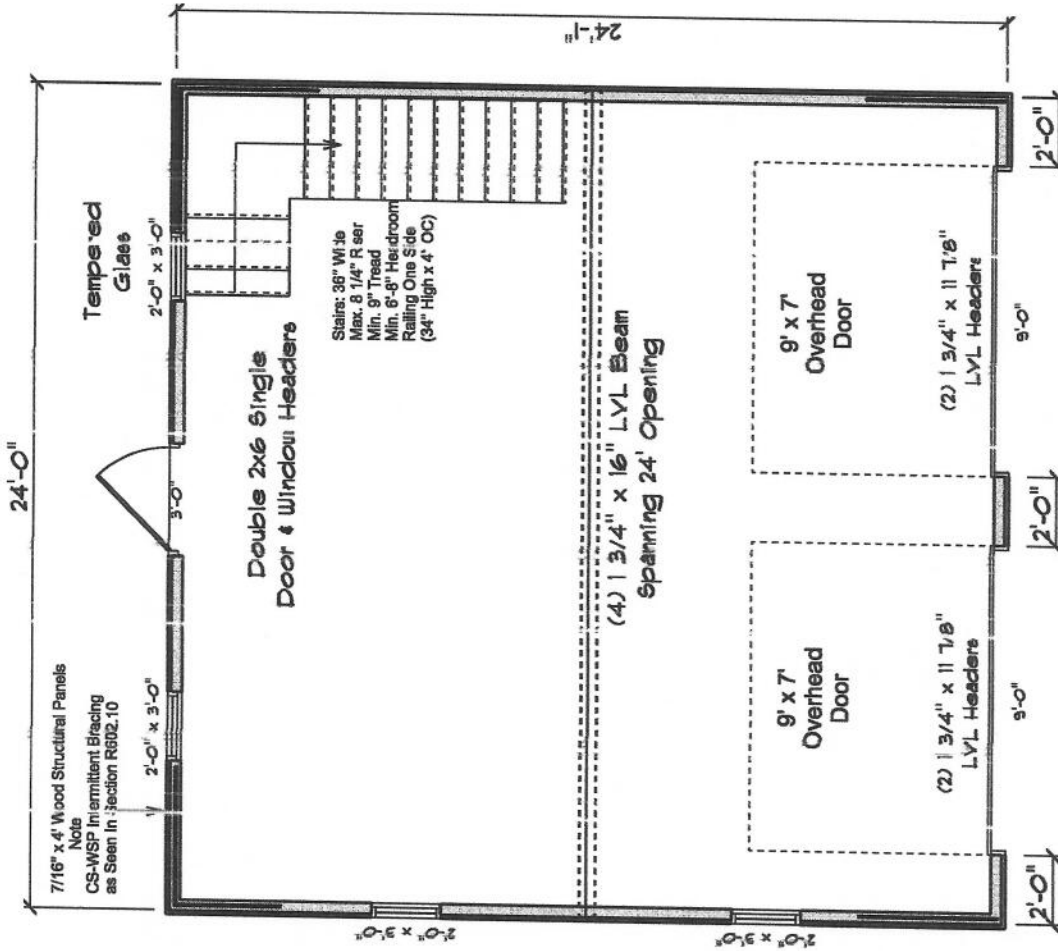 24'-0"
24'-1"
7/16" x 4' Wood Structural Panels
Note
CS-WSP Intermittent Bracing
as Seen In Section R602.10
2'-0" x 3'-0"
3'-0"
Tempered
Glass
2'-0" x 3'-0"
Double 2x6 Single
Door & Window Headers
Stairs: 36" Wide
Max. 8 1/4" Riser
Min. 9" Tread
Min. 6'-8" Headroom
Railing One Side
(34" High x 4' OC)
(4) 1 3/4" x 16" LVL Beam
Spanning 24' Opening
2'-0" x 3'-0"
2'-0" x 3'-0"
9' x 7'
Overhead
Door
9' x 7'
Overhead
Door
(2) 1 3/4" x 11 7/8"
LVL Headers
(2) 1 3/4" x 11 7/8"
LVL Headers
2'-0"
9'-0"
2'-0"
9'-0"
2'-0"